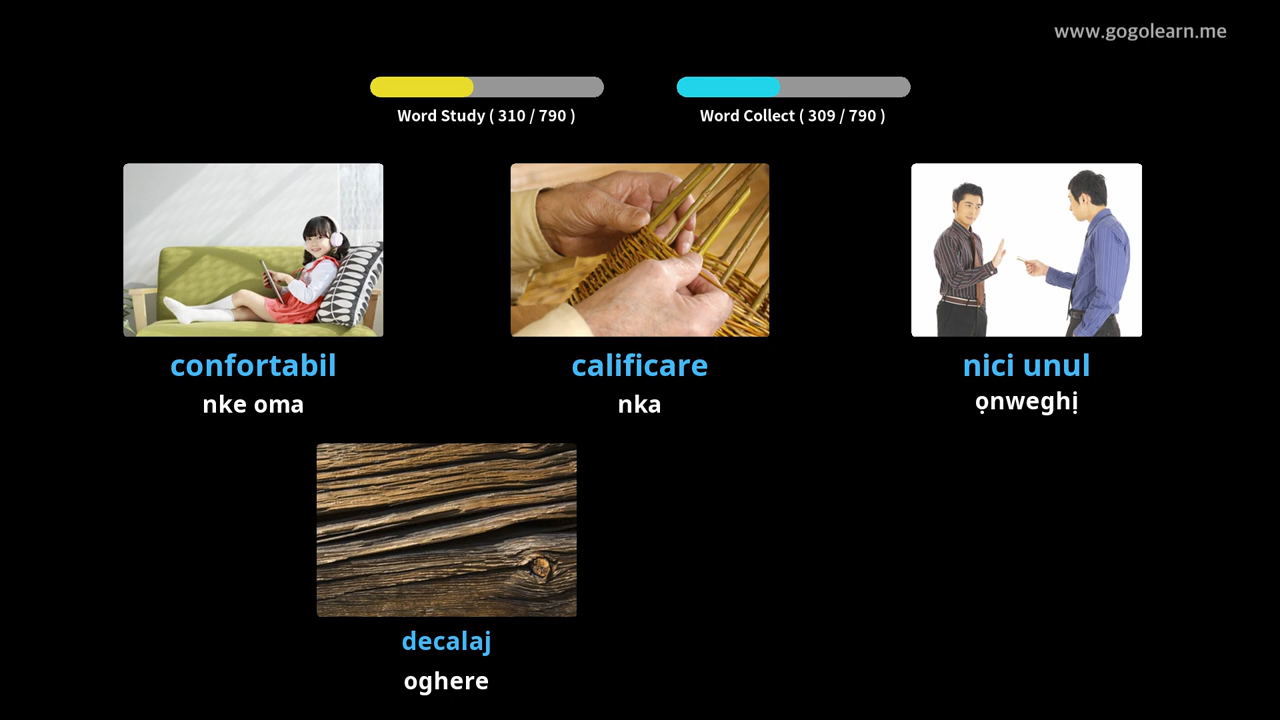 www.gogolearn.me
Word Study ( 310 / 790 )
Word Collect ( 309 / 790 )
confortabil
nke oma
calificare
nka
nici unul
ọnweghị
decalaj
oghere